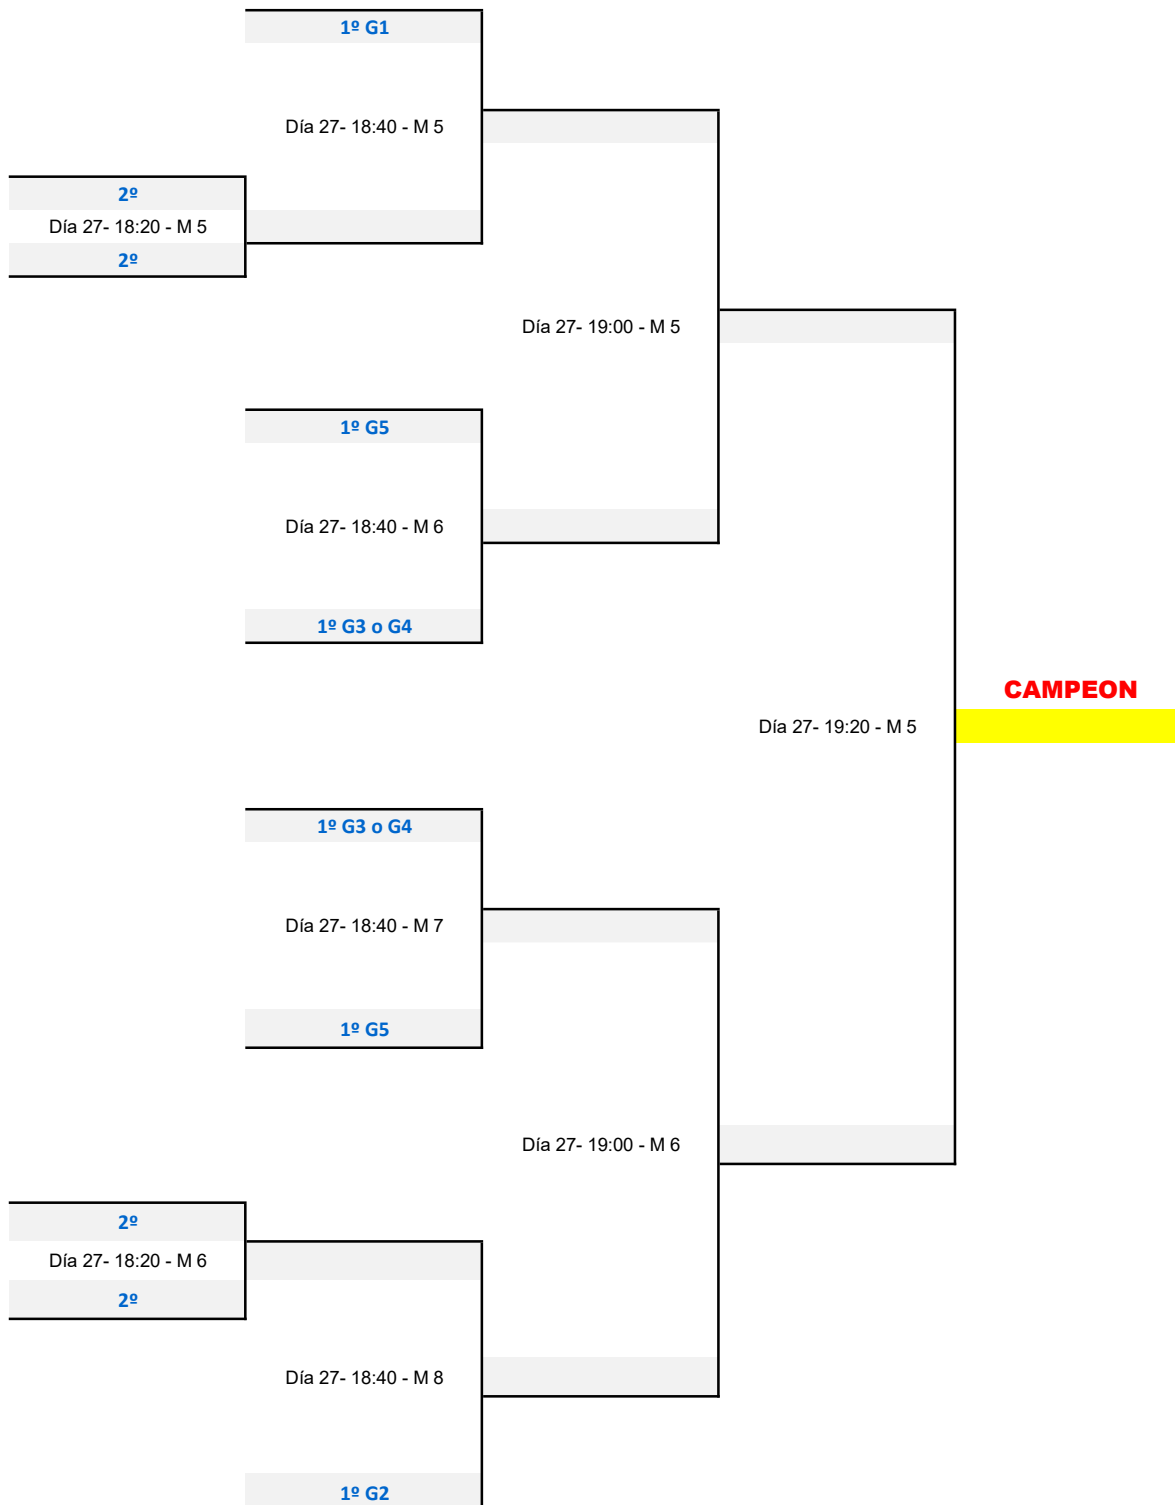 1º G1
Día 27- 18:40 - M 5
2º
Día 27- 18:20 - M 5
2º
Día 27- 19:00 - M 5
1º G5
Día 27- 18:40 - M 6
1º G3 o G4
CAMPEON
Día 27- 19:20 - M 5
1º G3 o G4
Día 27- 18:40 - M 7
1º G5
Día 27- 19:00 - M 6
2º
Día 27- 18:20 - M 6
2º
Día 27- 18:40 - M 8
1º G2